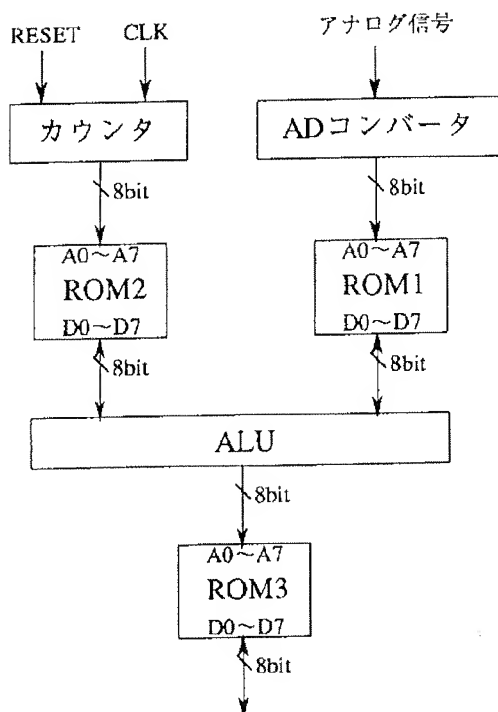 RESET CLK アナログ信号
カウンタ ADコンバータ
8bit 8bit
A0～A7 A0～A7
ROM2 ROM1
D0～D7 D0～D7
8bit 8bit
ALU
8bit
A0～A7
ROM3
D0～D7
8bit